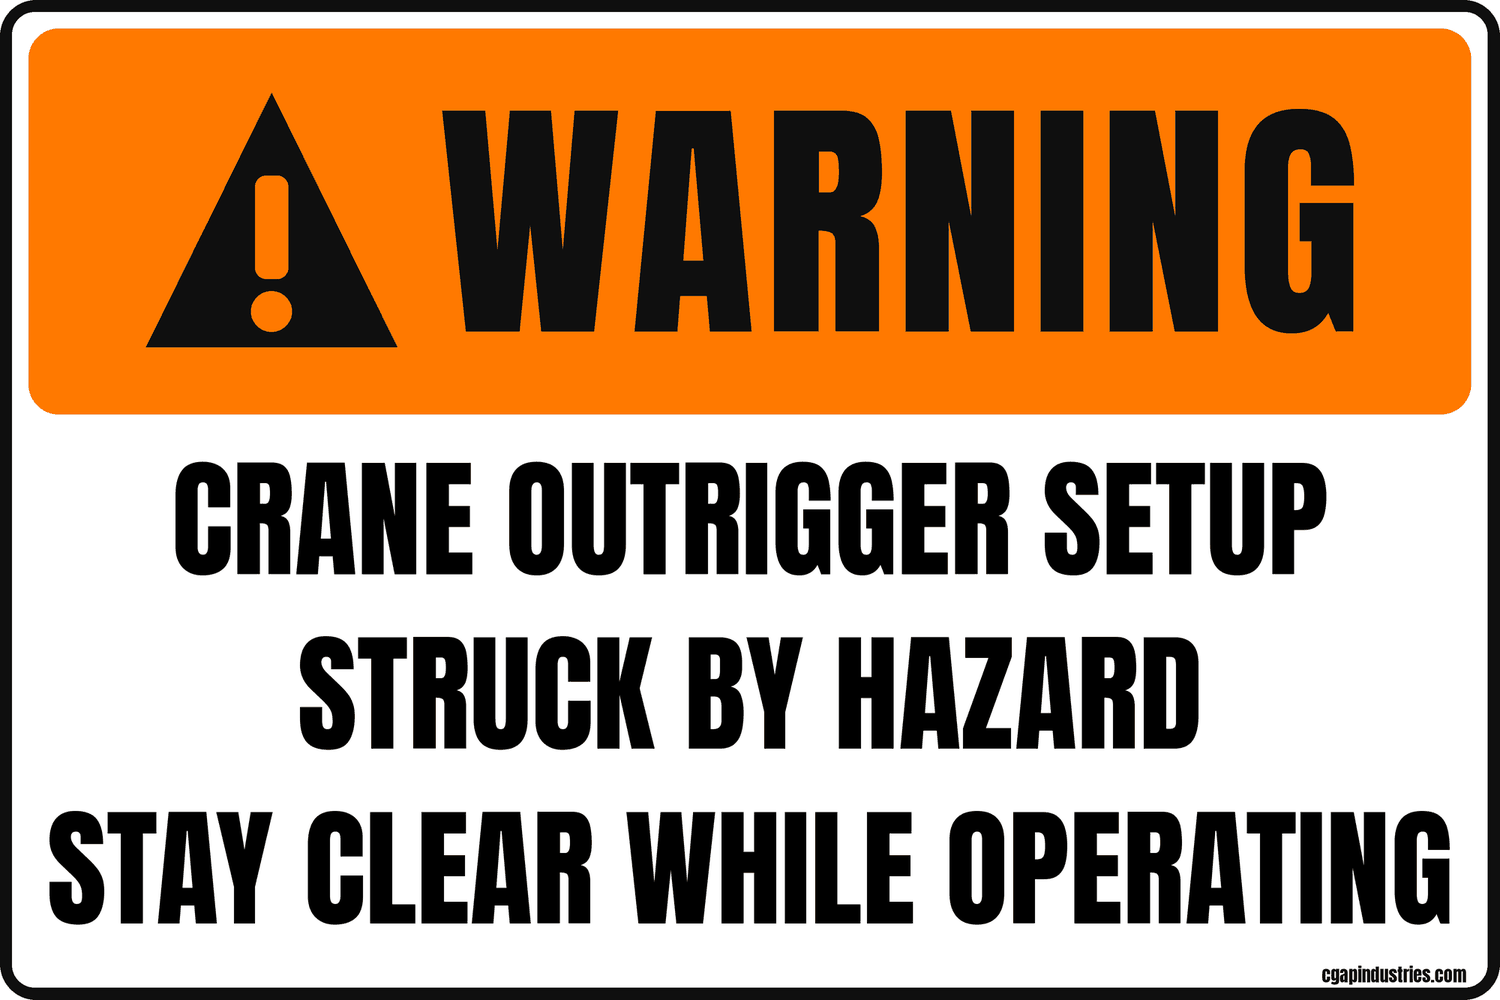 WARNING
CRANE OUTRIGGER SETUP
STRUCK BY HAZARD
STAY CLEAR WHILE OPERATING
cgapindustries.com